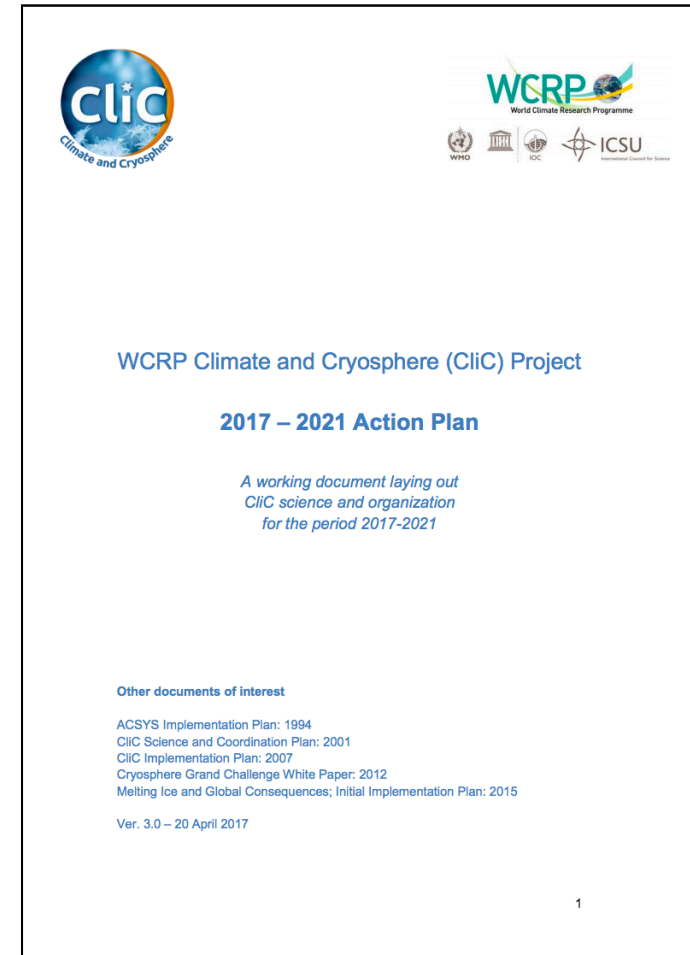 CliC
Climate and Cryosphere
WCRP
World Climate Research Programme
WMO
IOC
ICSU
International Council for Science
WCRP Climate and Cryosphere (CliC) Project
2017 – 2021 Action Plan
A working document laying out
CliC science and organization
for the period 2017-2021
Other documents of interest
ACSYS Implementation Plan: 1994
CliC Science and Coordination Plan: 2001
CliC Implementation Plan: 2007
Cryosphere Grand Challenge White Paper: 2012
Melting Ice and Global Consequences; Initial Implementation Plan: 2015
Ver. 3.0 – 20 April 2017
1